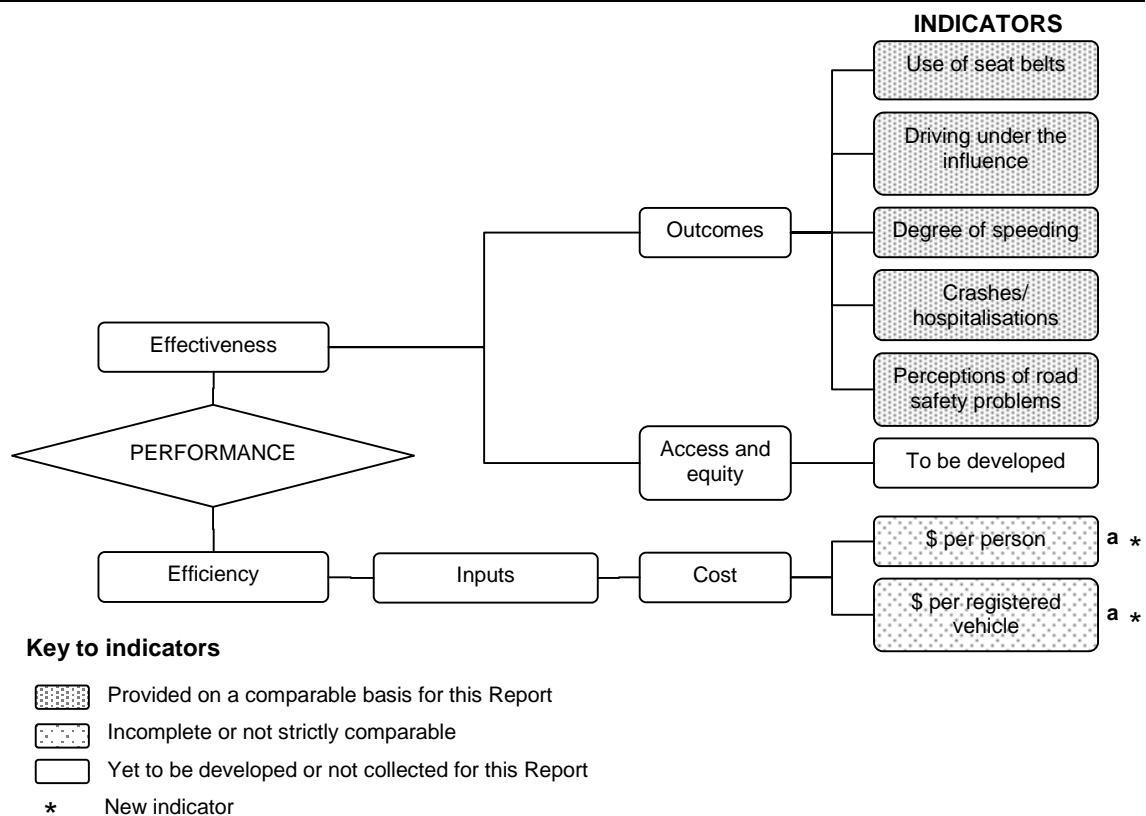 INDICATORS
Use of seat belts
Driving under the
influence
Outcomes
Degree of speeding
Crashes/
hospitalisations
Effectiveness
Perceptions of road
safety problems
PERFORMANCE
Access and
equity
To be developed
$ per person
a *
Efficiency
Inputs
Cost
$ per registered
vehicle
a *
Key to indicators
Provided on a comparable basis for this Report
Incomplete or not strictly comparable
Yet to be developed or not collected for this Report
* New indicator